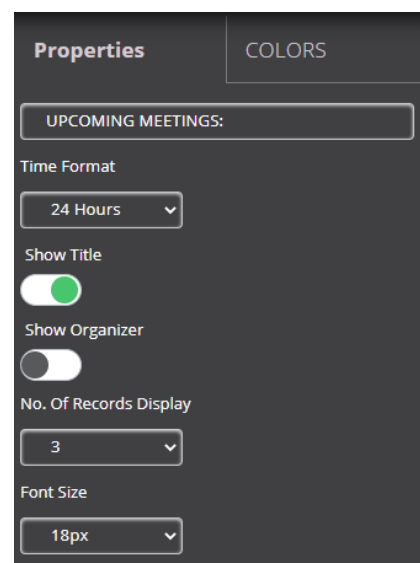 Properties COLORS
UPCOMING MEETINGS:
Time Format
24 Hours
Show Title
Show Organizer
No. Of Records Display
3
Font Size
18px